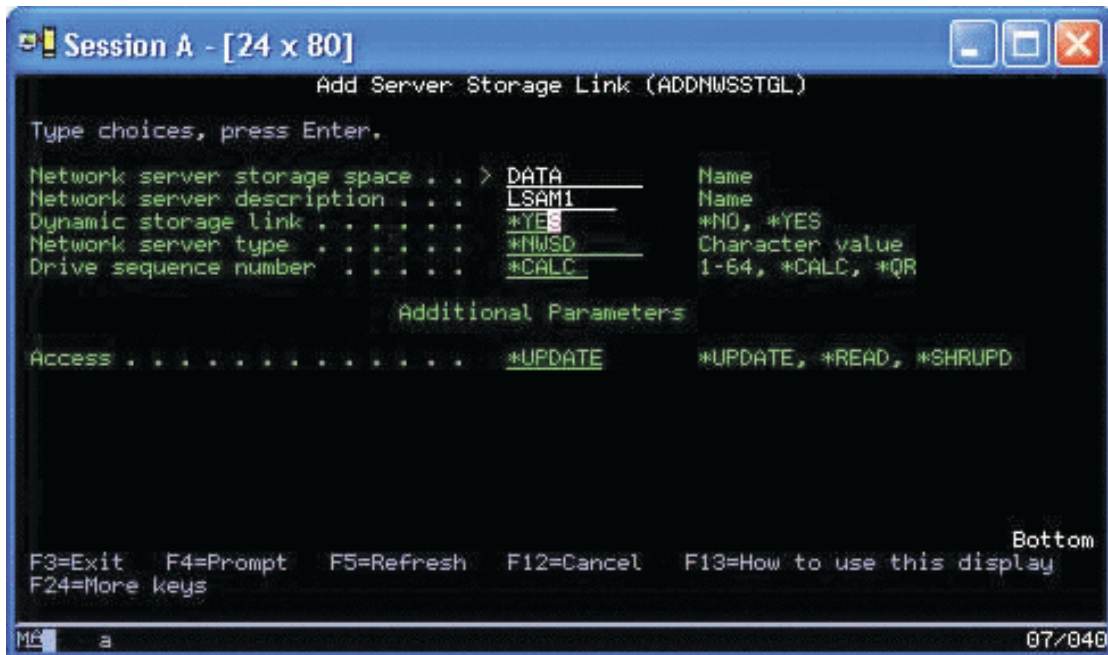 Session A - [24 x 80]
Add Server Storage Link (ADDNWSSTGL)
Type choices, press Enter.
Network server storage space . . > DATA Name
Network server description . . . LSAM1 Name
Dynamic storage link . . . . . . *YES *NO, *YES
Network server type . . . . . . *NWSD Character value
Drive sequence number . . . . . *CALC 1-64, *CALC, *QR
Additional Parameters
Access . . . . . . . . . . . . . *UPDATE *UPDATE, *READ, *SHRUPD
Bottom
F3=Exit F4=Prompt F5=Refresh F12=Cancel F13=How to use this display
F24=More keys
MA a 07/040